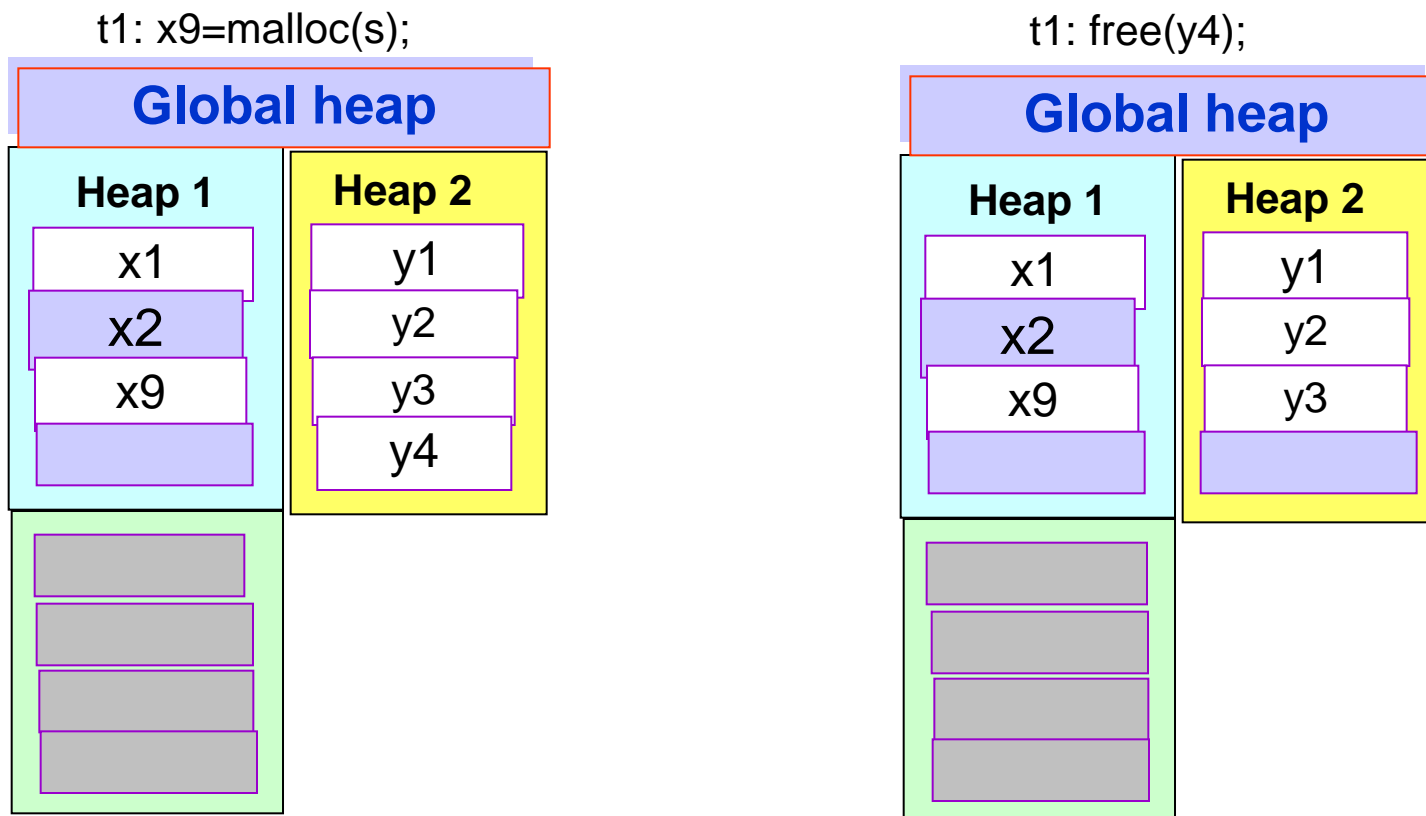 t1: x9=malloc(s);
Global heap
Heap 1
x1
x2
x9
Heap 2
y1
y2
y3
y4
t1: free(y4);
Global heap
Heap 1
x1
x2
x9
Heap 2
y1
y2
y3